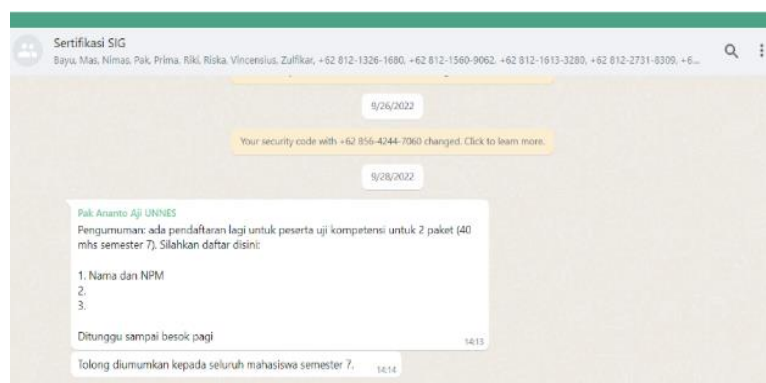 Sertifikasi SIG
Bayu, Mas, Nimas, Pak, Prima, Riki, Riska, Vincensius, Zulfikar, +62 812-1326-1680, +62 812-1560-9062, +62 812-1613-3280, +62 812-2731-8309, +6...
9/26/2022
Your security code with +62 856-4244-7060 changed. Click to learn more.
9/28/2022
Pak Ananto Aji UNNES
Pengumuman: ada pendaftaran lagi untuk peserta uji kompetensi untuk 2 paket (40
mhs semester 7). Silahkan daftar disini:
1. Nama dan NPM
2.
3.
Ditunggu sampai besok pagi
14:13
Tolong diumumkan kepada seluruh mahasiswa semester 7.
14:14